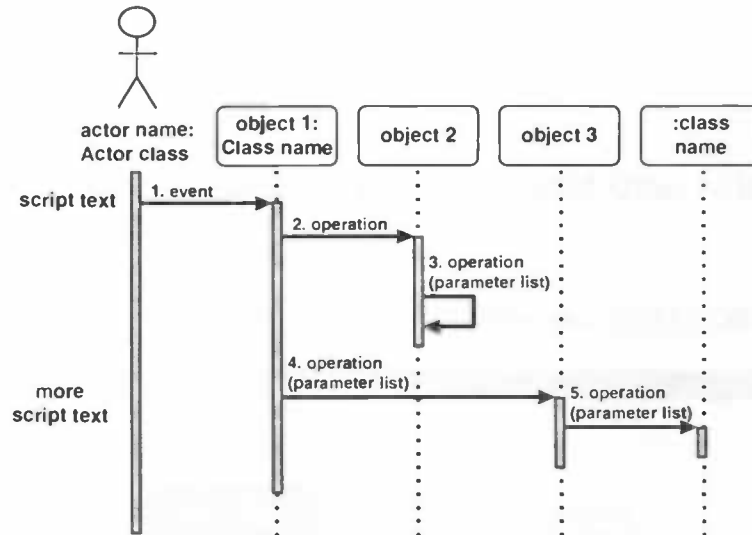 actor name:
Actor class
object 1:
Class name
object 2
object 3
:class
name
script text
1. event
2. operation
3. operation
(parameter list)
4. operation
(parameter list)
5. operation
(parameter list)
more
script text